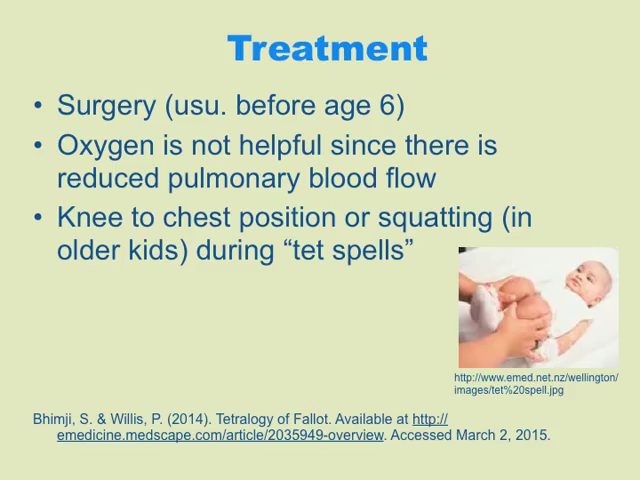 Treatment
• Surgery (usu. before age 6)
• Oxygen is not helpful since there is
reduced pulmonary blood flow
• Knee to chest position or squatting (in
older kids) during “tet spells”
http://www.emed.net.nz/wellington/
images/tet%20spell.jpg
Bhimji, S. & Willis, P. (2014). Tetralogy of Fallot. Available at http://
emedicine.medscape.com/article/2035949-overview. Accessed March 2, 2015.